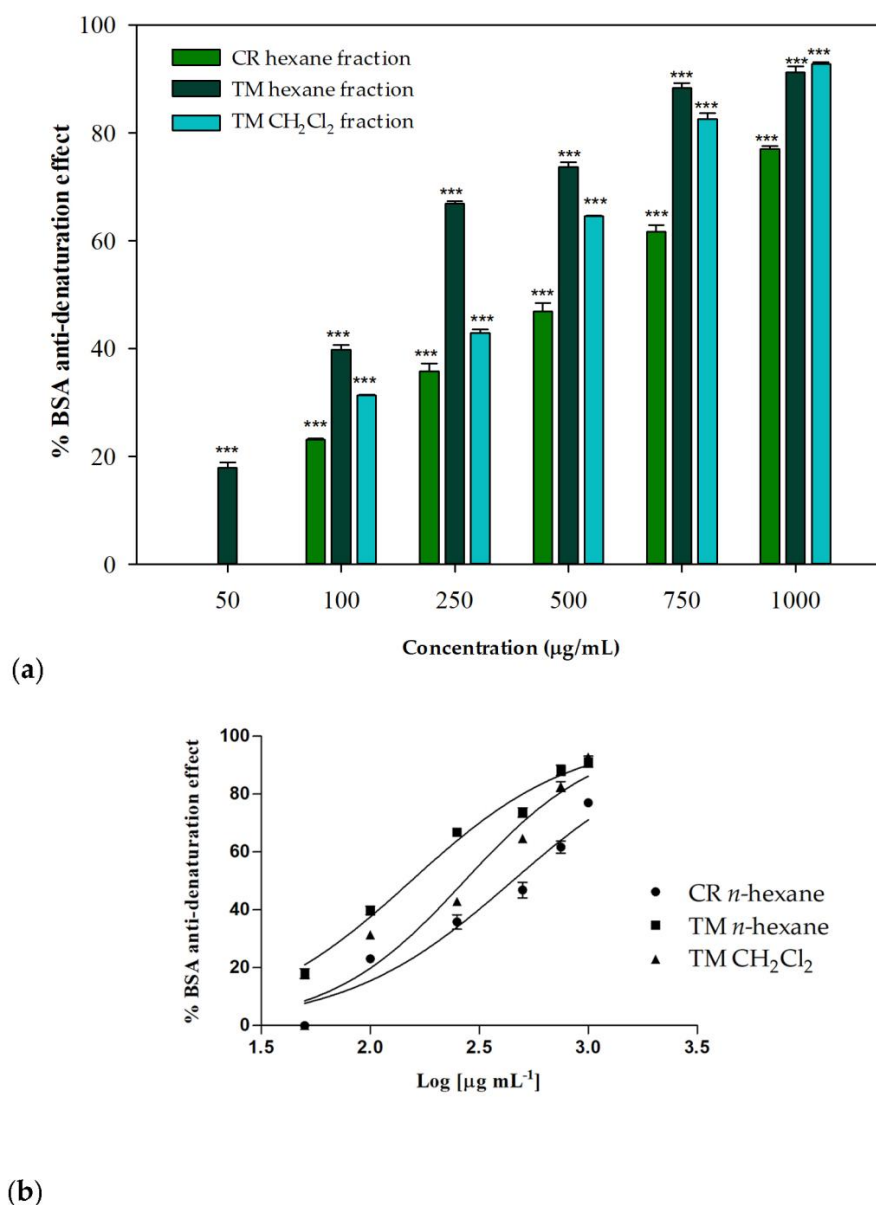 100
80
60
40
20
0
% BSA anti-denaturation effect
CR hexane fraction
TM hexane fraction
TM CH₂Cl₂ fraction
***
*** *** ***
*** *** ***
*** *** ***
*** *** ***
*** *** ***
50 100 250 500 750 1000
Concentration (µg/mL)
(a)
100
80
60
40
20
0
% BSA anti-denaturation effect
CR n-hexane
TM n-hexane
TM CH₂Cl₂
1.5 2.0 2.5 3.0 3.5
Log [µg mL⁻¹]
(b)